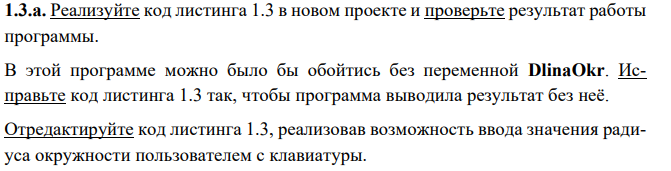 1.3.а. Реализуйте код листинга 1.3 в новом проекте и проверьте результат работы
программы.
В этой программе можно было бы обойтись без переменной DlinaOkr. Ис-
правьте код листинга 1.3 так, чтобы программа выводила результат без неё.
Отредактируйте код листинга 1.3, реализовав возможность ввода значения ради-
уса окружности пользователем с клавиатуры.